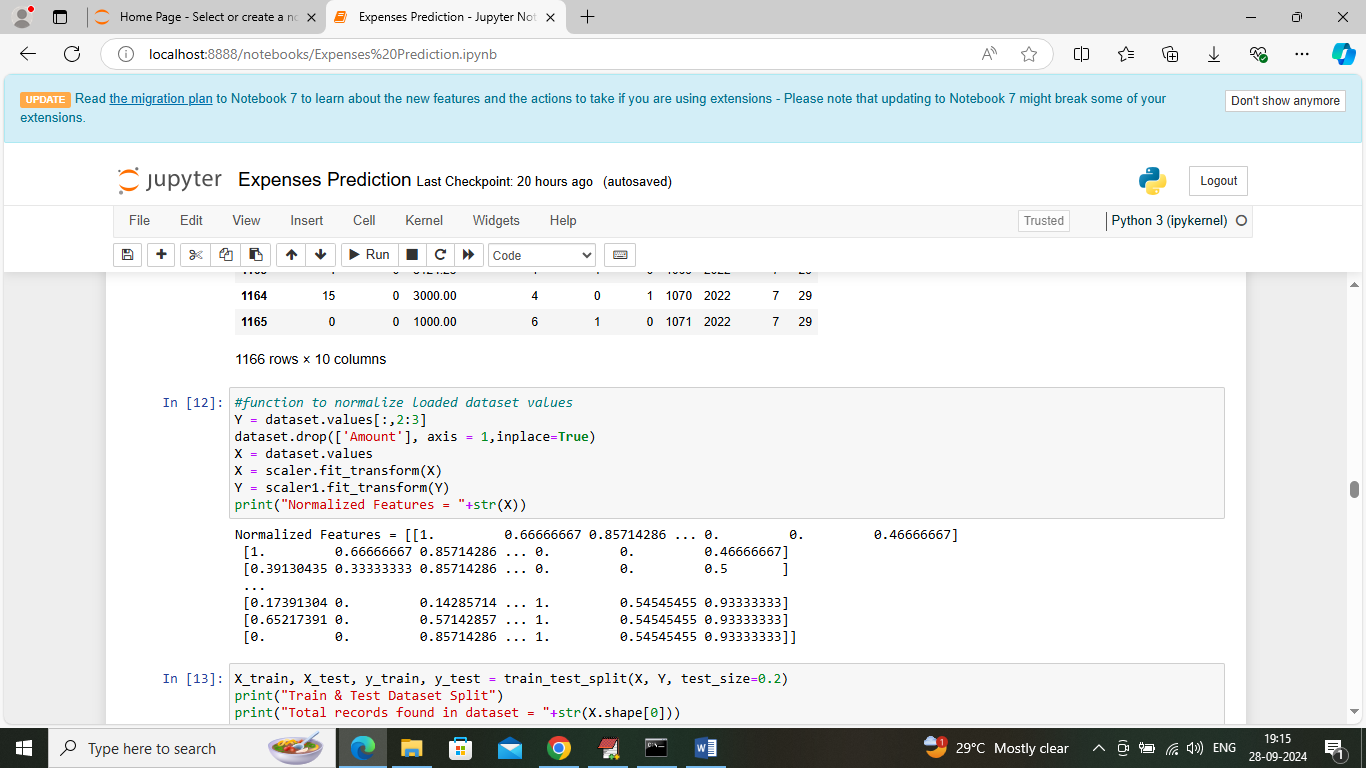 Home Page - Select or create a no
Expenses Prediction - Jupyter Not
localhost:8888/notebooks/Expenses%20Prediction.ipynb
UPDATE Read the migration plan to Notebook 7 to learn about the new features and the actions to take if you are using extensions - Please note that updating to Notebook 7 might break some of your
extensions.
Don't show anymore
jupyter Expenses Prediction Last Checkpoint: 20 hours ago (autosaved)
Logout
File Edit View Insert Cell Kernel Widgets Help
Trusted
Python 3 (ipykernel)
Run
Code
1164 15 0 3000.00 4 0 1 1070 2022 7 29
1165 0 0 1000.00 6 1 0 1071 2022 7 29
1166 rows × 10 columns
In [12]: #function to normalize loaded dataset values
Y = dataset.values[:,2:3]
dataset.drop(['Amount'], axis = 1,inplace=True)
X = dataset.values
X = scaler.fit_transform(X)
Y = scaler1.fit_transform(Y)
print("Normalized Features = "+str(X))
Normalized Features = [[1. 0.66666667 0.85714286 ... 0. 0. 0.46666667]
[1. 0.66666667 0.85714286 ... 0. 0. 0.46666667]
[0.39130435 0.33333333 0.85714286 ... 0. 0. 0.5 ]
...
[0.17391304 0. 0.14285714 ... 1. 0.54545455 0.93333333]
[0.65217391 0. 0.57142857 ... 1. 0.54545455 0.93333333]
[0. 0. 0.85714286 ... 1. 0.54545455 0.93333333]]
In [13]: X_train, X_test, y_train, y_test = train_test_split(X, Y, test_size=0.2)
print("Train & Test Dataset Split")
print("Total records found in dataset = "+str(X.shape[0]))
Type here to search
29°C Mostly clear
ENG
19:15
28-09-2024